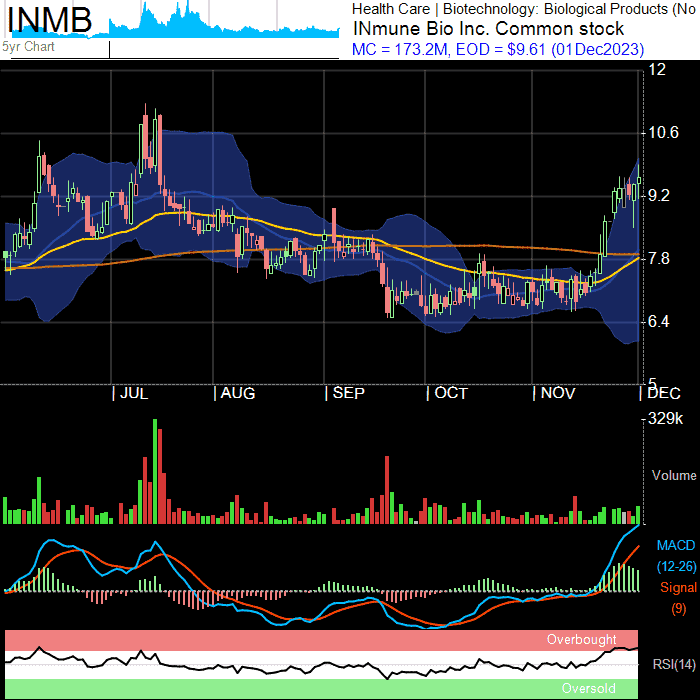 INMB
5yr Chart
Health Care | Biotechnology: Biological Products (No
INmune Bio Inc. Common stock
MC = 173.2M, EOD = $9.61 (01Dec2023)
12
10.6
9.2
7.8
6.4
5
JUL AUG SEP OCT NOV DEC
329k
Volume
MACD
(12-26)
Signal
(9)
Overbought
RSI(14)
Oversold